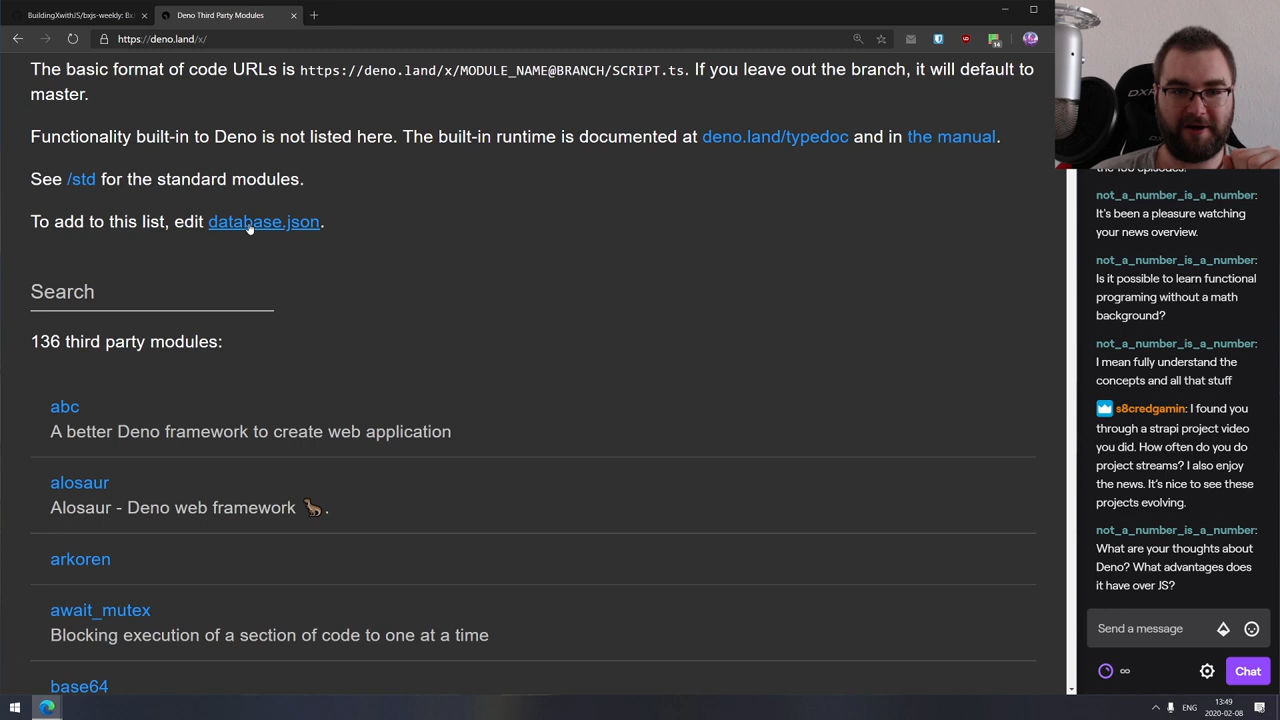 BuildingXwithJS/bxjs-weekly: Bx
Deno Third Party Modules
https://deno.land/x/
14
The basic format of code URLs is https://deno.land/x/MODULE_NAME@BRANCH/SCRIPT.ts. If you leave out the branch, it will default to
master.
Functionality built-in to Deno is not listed here. The built-in runtime is documented at deno.land/typedoc and in the manual.
See /std for the standard modules.
To add to this list, edit database.json.
Search
136 third party modules:
abc
A better Deno framework to create web application
alosaur
Alosaur - Deno web framework 🦕.
arkoren
await_mutex
Blocking execution of a section of code to one at a time
base64
DXR
not_a_number_is_a_number:
It's been a pleasure watching
your news overview.
not_a_number_is_a_number:
Is it possible to learn functional
programing without a math
background?
not_a_number_is_a_number:
I mean fully understand the
concepts and all that stuff
s8credgamin: I found you
through a strapi project video
you did. How often do you do
project streams? I also enjoy
the news. It's nice to see these
projects evolving.
not_a_number_is_a_number:
What are your thoughts about
Deno? What advantages does
it have over JS?
Send a message
∞
Chat
ENG
13:49
2020-02-08